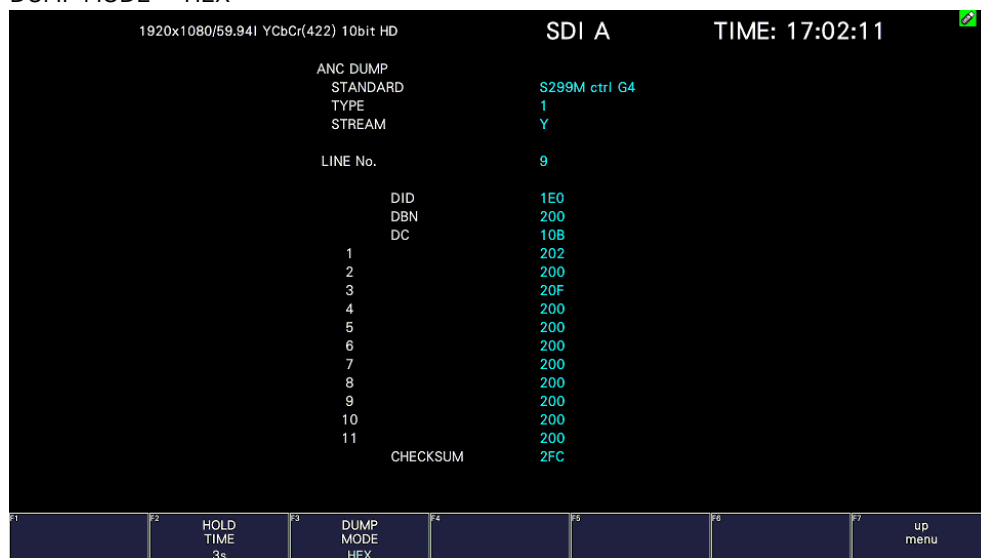 1920x1080/59.94I YCbCr(422) 10bit HD SDI A TIME: 17:02:11
ANC DUMP
STANDARD S299M ctrl G4
TYPE 1
STREAM Y
LINE No. 9
DID 1E0
DBN 200
DC 10B
1 202
2 200
3 20F
4 200
5 200
6 200
7 200
8 200
9 200
10 200
11 200
CHECKSUM 2FC
F1 F2 HOLD TIME 3s F3 DUMP MODE HEX F4 F5 F6 F7 up menu